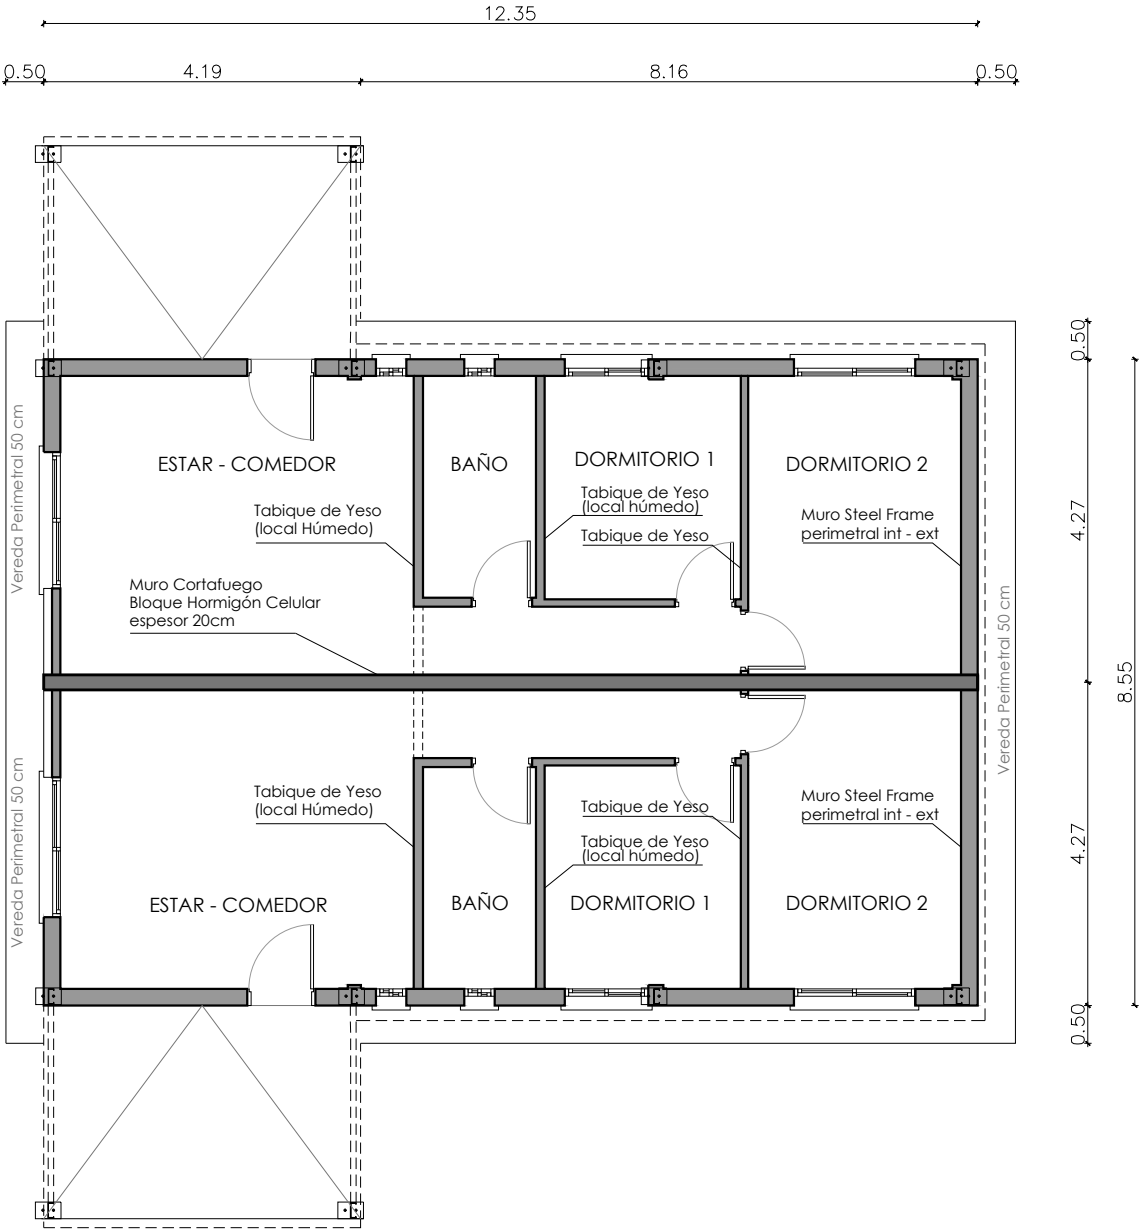 12.35
0.50
4.19
8.16
0.50
0.50
Vereda Perimetral 50 cm
ESTAR - COMEDOR
BAÑO
DORMITORIO 1
DORMITORIO 2
Tabique de Yeso
(local Húmedo)
Tabique de Yeso
(local húmedo)
Tabique de Yeso
Muro Steel Frame
perimetral int - ext
4.27
Muro Cortafuego
Bloque Hormigón Celular
espesor 20cm
Vereda Perimetral 50 cm
8.55
Vereda Perimetral 50 cm
Tabique de Yeso
(local Húmedo)
Tabique de Yeso
Tabique de Yeso
(local húmedo)
Muro Steel Frame
perimetral int - ext
4.27
ESTAR - COMEDOR
BAÑO
DORMITORIO 1
DORMITORIO 2
0.50